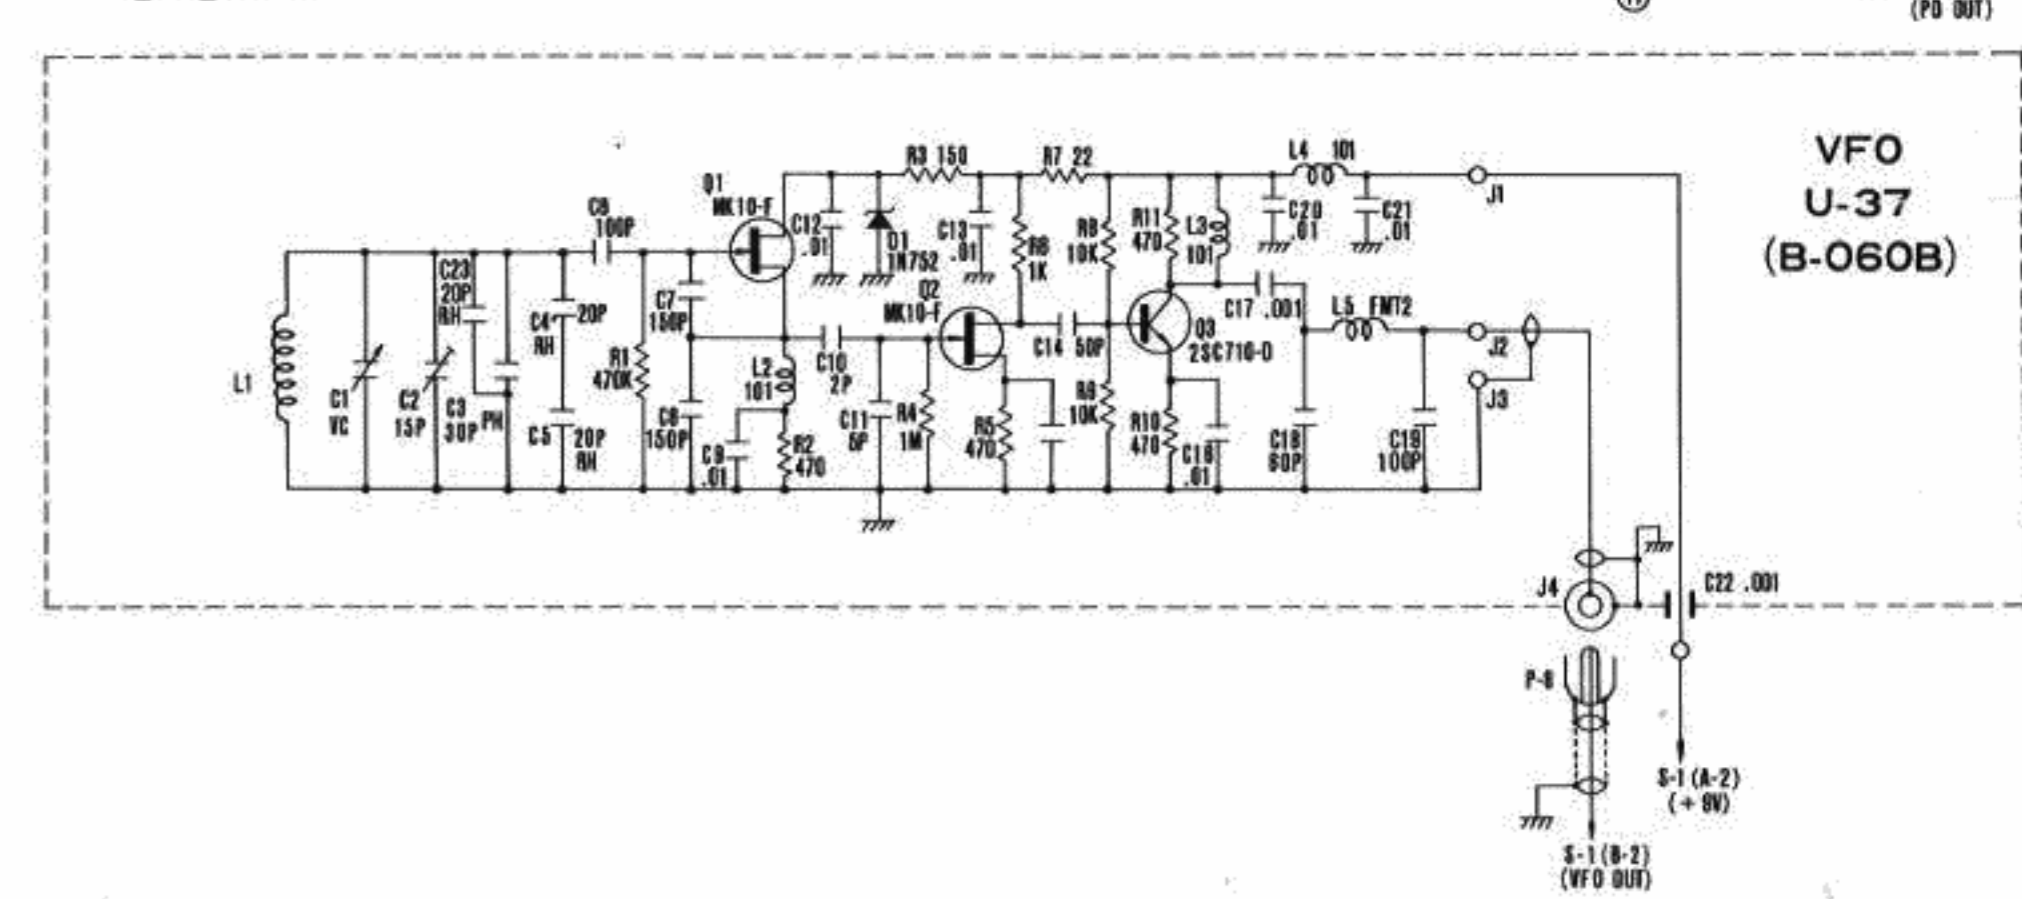 (PD OUT)
VFO
U-37
(B-060B)
R3 150
R7 22
L4 101
J1
Q1
MK10-F
C6
100P
C12
.01
D1
1N752
C13
.01
R6
1K
R8
10K
R11
470
L3
101
C20
.01
C21
.01
C23
20P
RH
C4
20P
RH
C7
150P
Q2
MK10-F
C17 .001
L5 FMT2
Q3
2SC710-D
C14 50P
J2
J3
L1
C1
VC
C2
15P
C3
30P
PH
C5
20P
RH
R1
470K
C8
150P
L2
101
C10
2P
C11
5P
R4
1M
R5
470
R9
10K
R10
470
C16
.01
C9
.01
R2
470
C18
80P
C19
100P
J4
C22 .001
P-8
S-1 (A-2)
(+ 9V)
S-1 (B-2)
(VFO OUT)